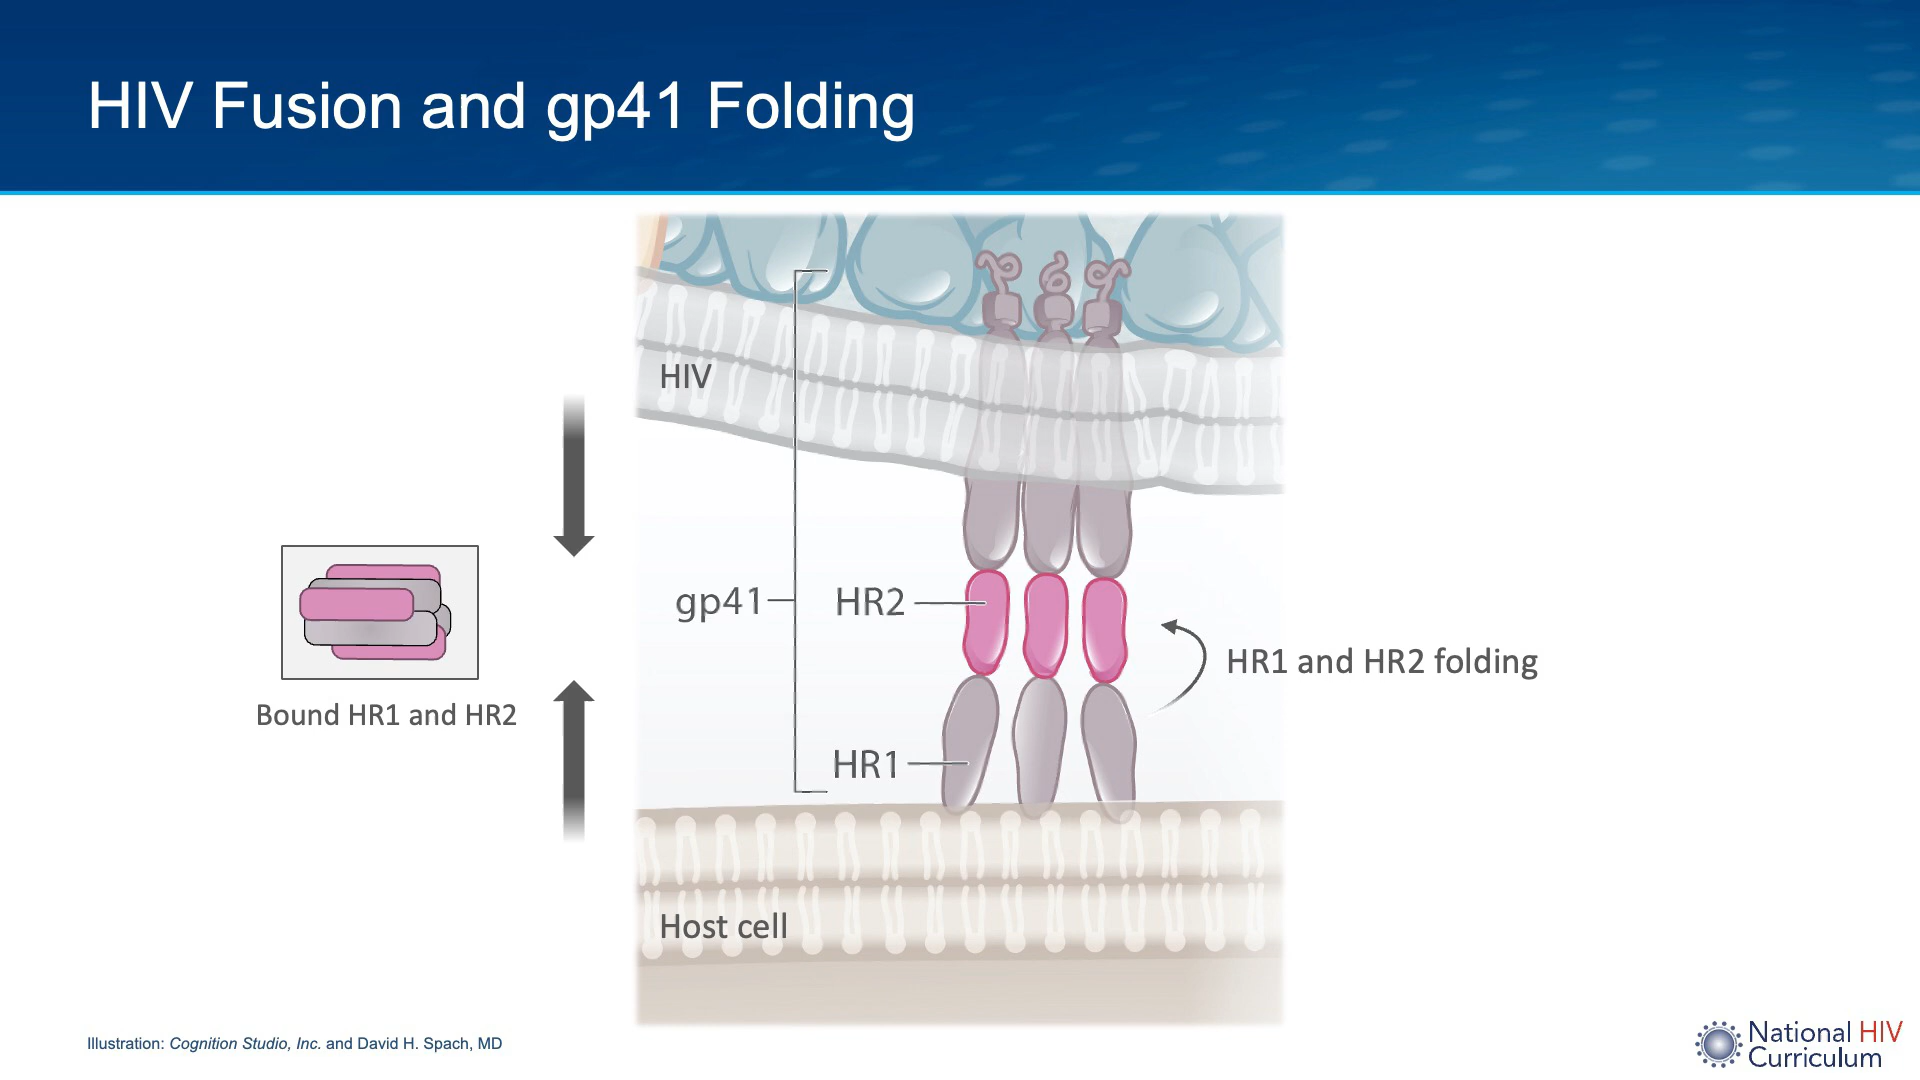 HIV Fusion and gp41 Folding
HIV
gp41
HR2
HR1 and HR2 folding
Bound HR1 and HR2
HR1
Host cell
Illustration: Cognition Studio, Inc. and David H. Spach, MD
National HIV
Curriculum